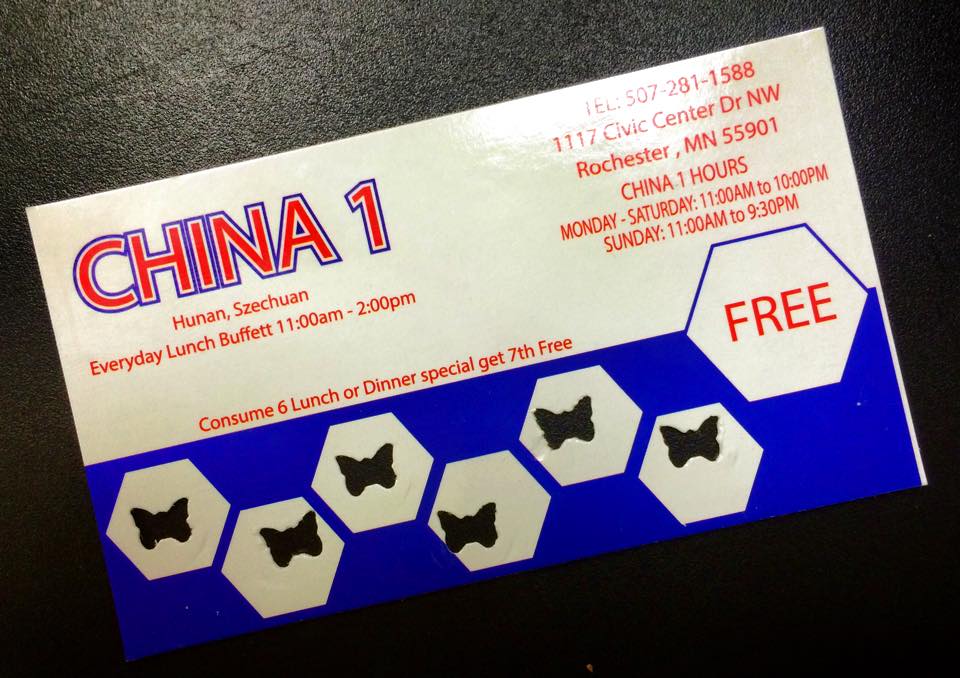 CHINA 1
Hunan, Szechuan
Everyday Lunch Buffett 11:00am - 2:00pm
TEL: 507-281-1588
1117 Civic Center Dr NW
Rochester , MN 55901
CHINA 1 HOURS
MONDAY - SATURDAY: 11:00AM to 10:00PM
SUNDAY: 11:00AM to 9:30PM
Consume 6 Lunch or Dinner special get 7th Free
FREE